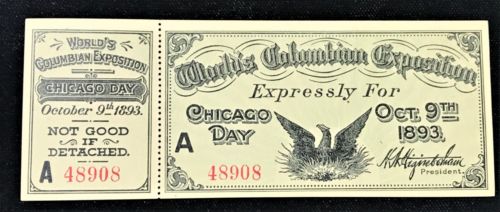 WORLD'S
COLUMBIAN EXPOSITION
CHICAGO DAY
October 9th 1893.
NOT GOOD
IF
DETACHED.
A 48908
World's Columbian Exposition
Expressly For
CHICAGO DAY
OCT. 9TH 1893.
A
48908
H.N. Higinbotham
President.